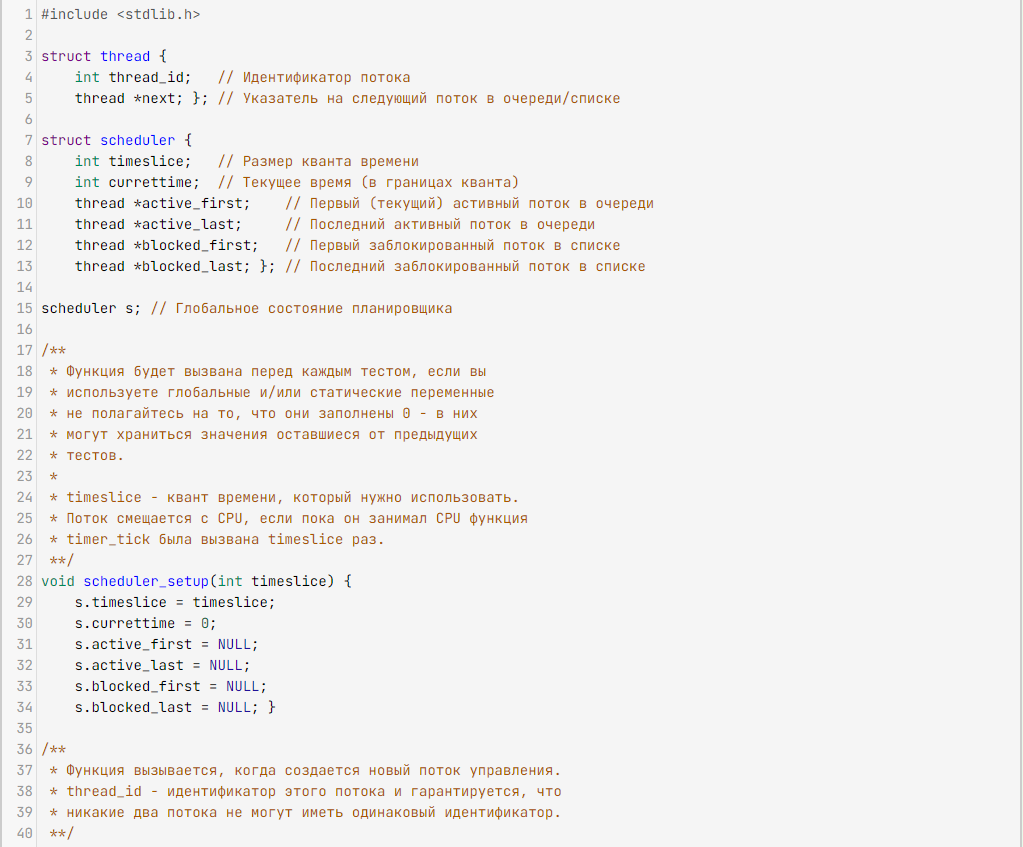 1 #include <stdlib.h>
2
3 struct thread {
4     int thread_id;   // Идентификатор потока
5     thread *next; }; // Указатель на следующий поток в очереди/списке
6
7 struct scheduler {
8     int timeslice;   // Размер кванта времени
9     int currettime;  // Текущее время (в границах кванта)
10     thread *active_first;    // Первый (текущий) астивный поток в очереди
11     thread *active_last;     // Последний активный поток в очереди
12     thread *blocked_first;   // Первый заблокированный поток в списке
13     thread *blocked_last; }; // Последний заблокированный поток в списке
14
15 scheduler s; // Глобальное состояние планировщика
16
17 /**
18  * Функция будет вызвана перед каждым тестом, если вы
19  * используете глобальные и/или статические переменные
20  * не полагайтесь на то, что они заполнены 0 - в них
21  * могут храниться значения оставшиеся от предыдущих
22  * тестов.
23  *
24  * timeslice - квант времени, который нужно использовать.
25  * Поток смещается с CPU, если пока он занимал CPU функция
26  * timer_tick была вызвана timeslice раз.
27  **/
28 void scheduler_setup(int timeslice) {
29     s.timeslice = timeslice;
30     s.currettime = 0;
31     s.active_first = NULL;
32     s.active_last = NULL;
33     s.blocked_first = NULL;
34     s.blocked_last = NULL; }
35
36 /**
37  * Функция вызывается, когда создается новый поток управления.
38  * thread_id - идентификатор этого потока и гарантируется, что
39  * никакие два потока не могут иметь одинаковый идентификатор.
40  **/